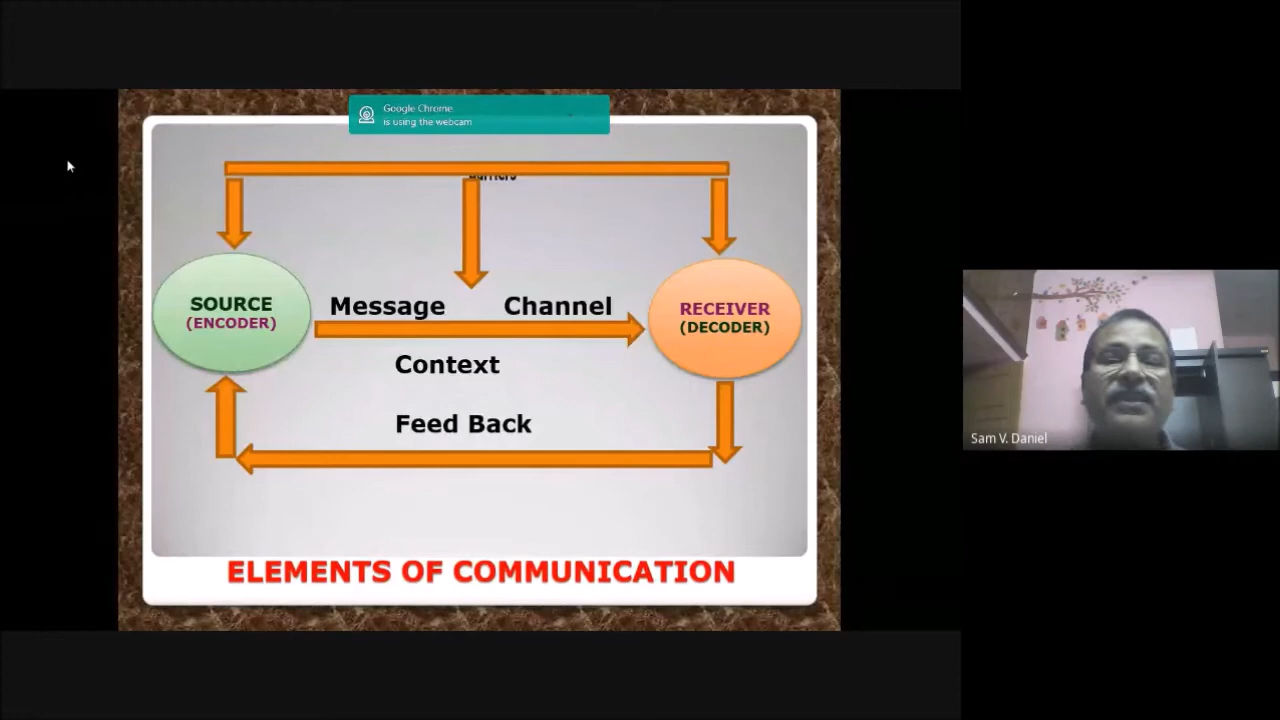 Google Chrome
is using the webcam
Barriers
SOURCE
(ENCODER)
Message Channel
RECEIVER
(DECODER)
Context
Feed Back
ELEMENTS OF COMMUNICATION
Sam V. Daniel